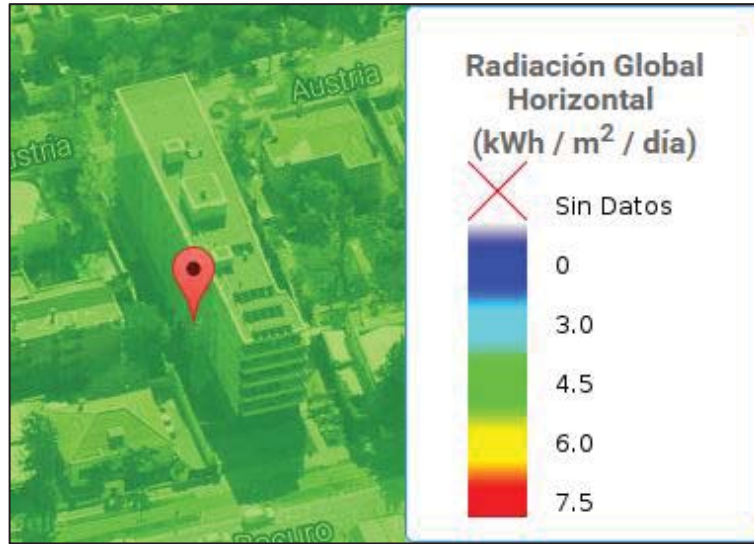 Austria
ustria
Pocuro
Radiación Global
Horizontal
(kWh / m² / día)
Sin Datos
0
3.0
4.5
6.0
7.5